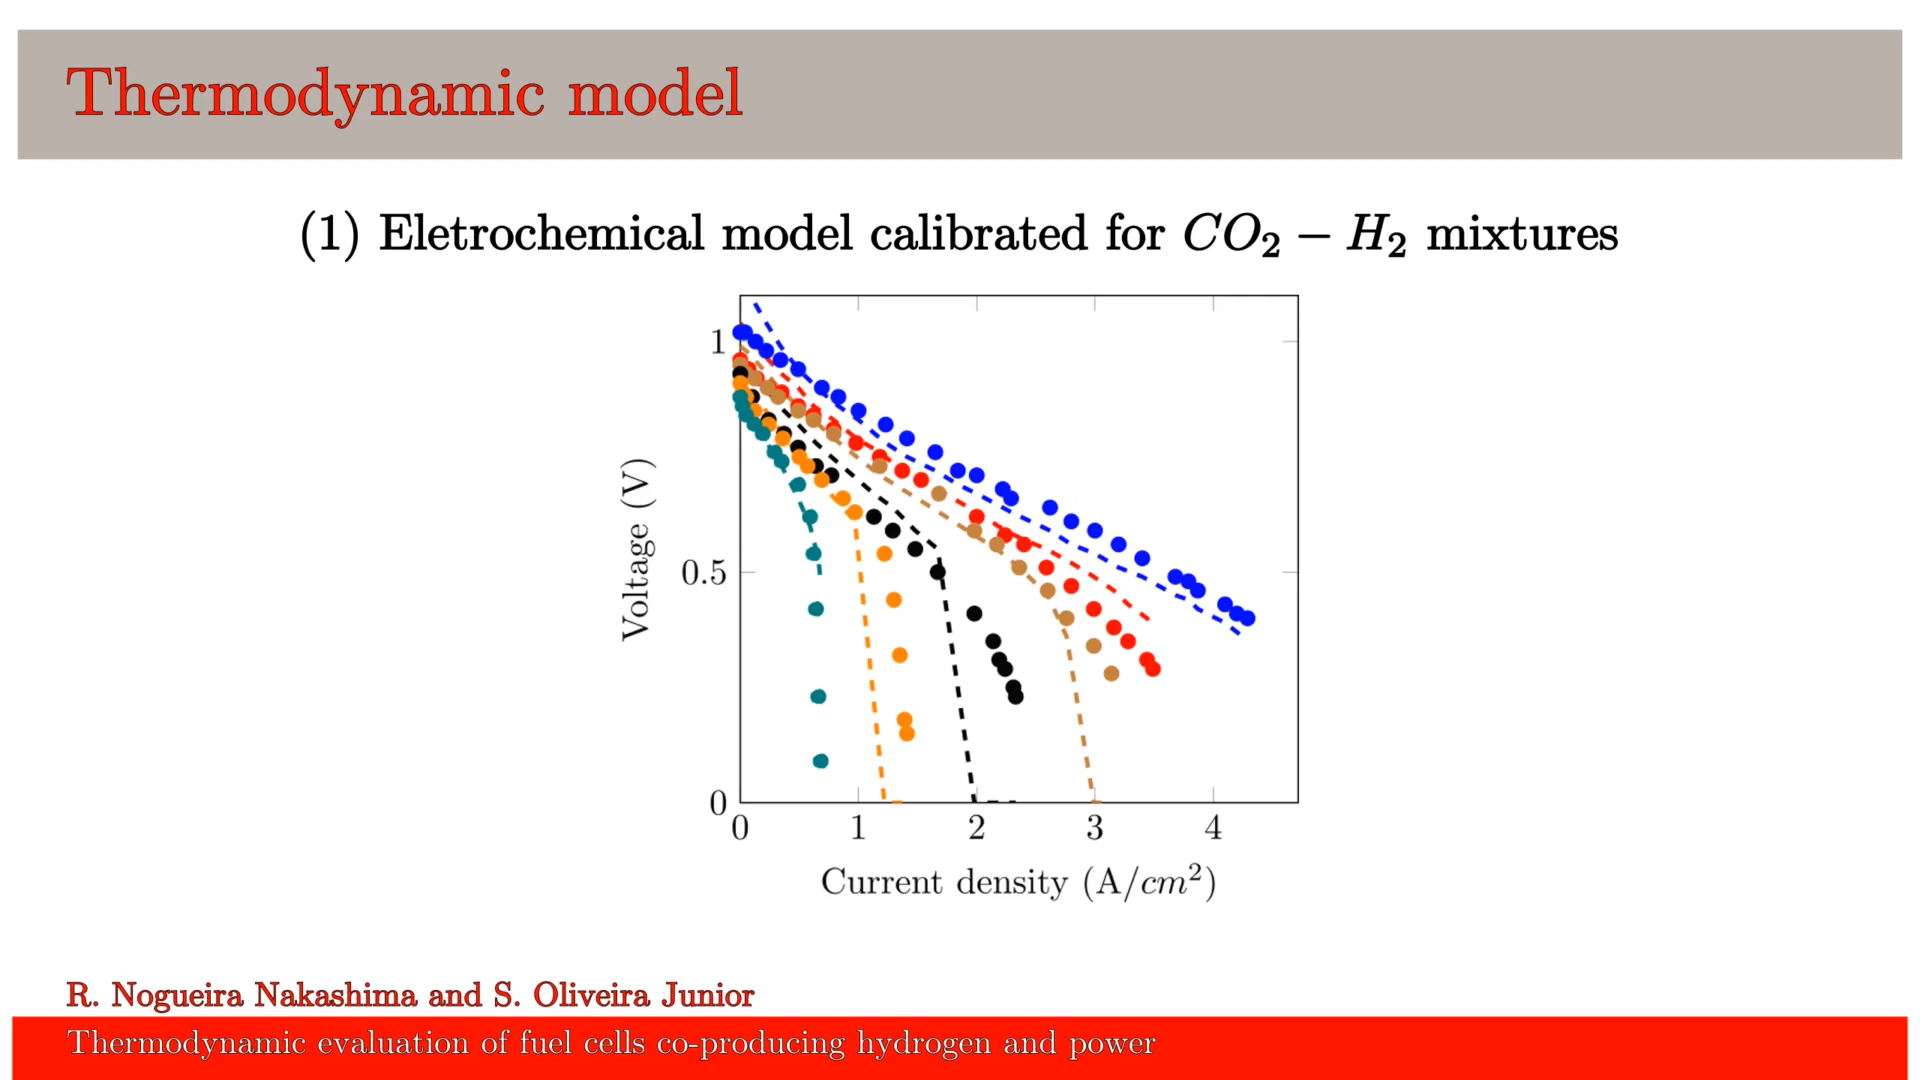 Thermodynamic model
(1) Eletrochemical model calibrated for CO₂ − H₂ mixtures
1
0.5
0
0 1 2 3 4
Voltage (V)
Current density (A/cm²)
R. Nogueira Nakashima and S. Oliveira Junior
Thermodynamic evaluation of fuel cells co-producing hydrogen and power